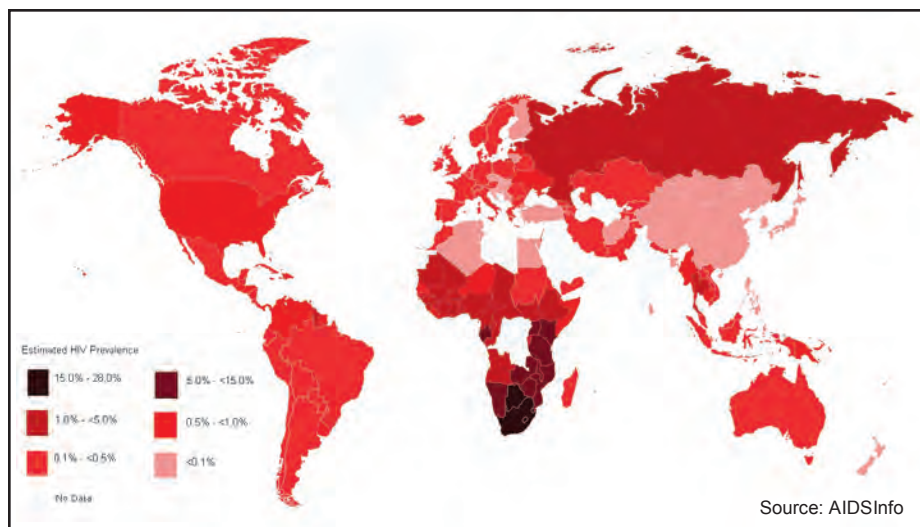 Estimated HIV Prevalence
15.0% - 28.0%
5.0% - <15.0%
1.0% - <5.0%
0.5% - <1.0%
0.1% - <0.5%
<0.1%
No Data
Source: AIDSInfo